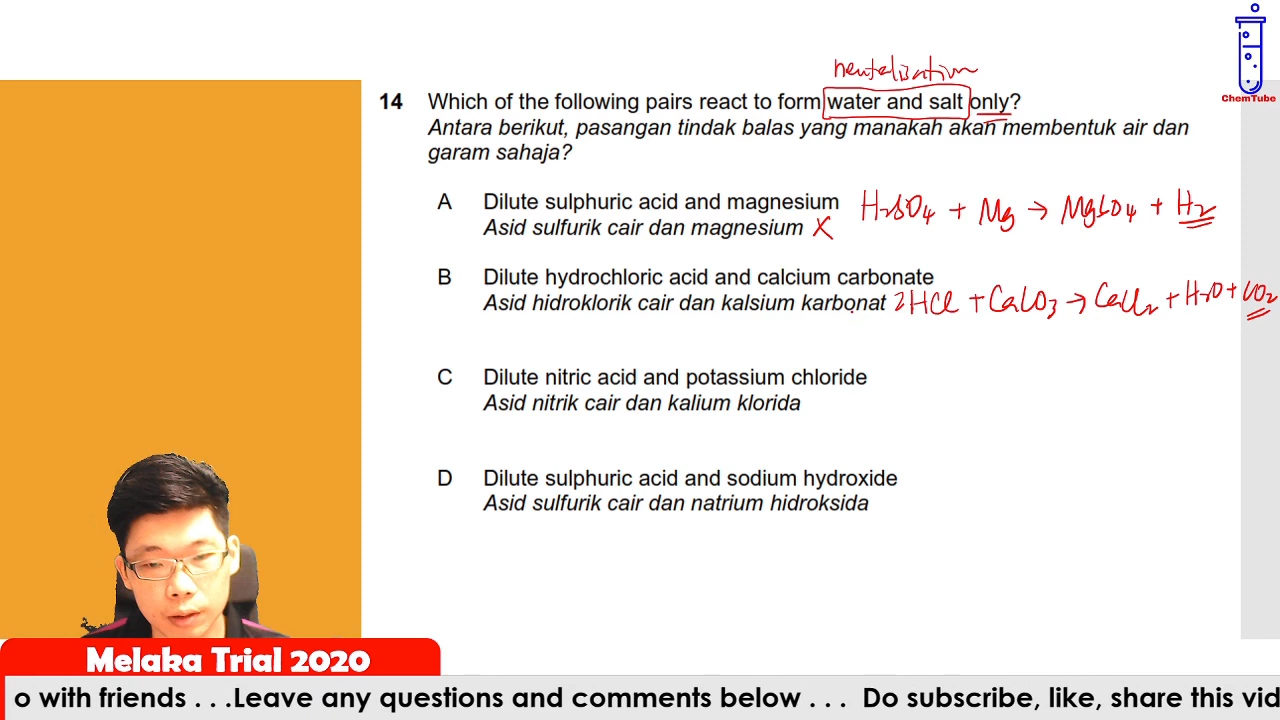 ChemTube
neutralization
14 Which of the following pairs react to form water and salt only?
Antara berikut, pasangan tindak balas yang manakah akan membentuk air dan
garam sahaja?
A Dilute sulphuric acid and magnesium H₂SO₄ + Mg → MgSO₄ + H₂
Asid sulfurik cair dan magnesium X
B Dilute hydrochloric acid and calcium carbonate
Asid hidroklorik cair dan kalsium karbonat 2HCl + CaCO₃ → CaCl₂ + H₂O + CO₂
C Dilute nitric acid and potassium chloride
Asid nitrik cair dan kalium klorida
D Dilute sulphuric acid and sodium hydroxide
Asid sulfurik cair dan natrium hidroksida
Melaka Trial 2020
o with friends . . .Leave any questions and comments below . . . Do subscribe, like, share this vid